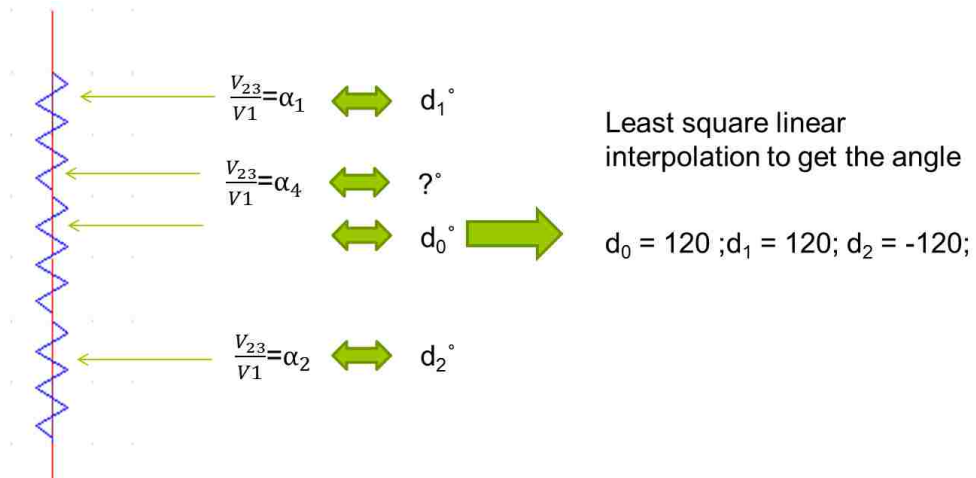 V₂₃/V1=α₁ d₁°
V₂₃/V1=α₄ ?°
d₀°
V₂₃/V1=α₂ d₂°
Least square linear
interpolation to get the angle
d₀ = 120 ;d₁ = 120; d₂ = -120;